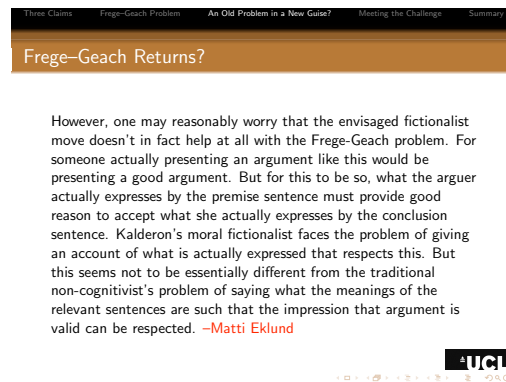 Three Claims Frege–Geach Problem An Old Problem in a New Guise? Meeting the Challenge Summary
Frege–Geach Returns?
However, one may reasonably worry that the envisaged fictionalist
move doesn't in fact help at all with the Frege-Geach problem. For
someone actually presenting an argument like this would be
presenting a good argument. But for this to be so, what the arguer
actually expresses by the premise sentence must provide good
reason to accept what she actually expresses by the conclusion
sentence. Kalderon's moral fictionalist faces the problem of giving
an account of what is actually expressed that respects this. But
this seems not to be essentially different from the traditional
non-cognitivist's problem of saying what the meanings of the
relevant sentences are such that the impression that argument is
valid can be respected. –Matti Eklund
UCL